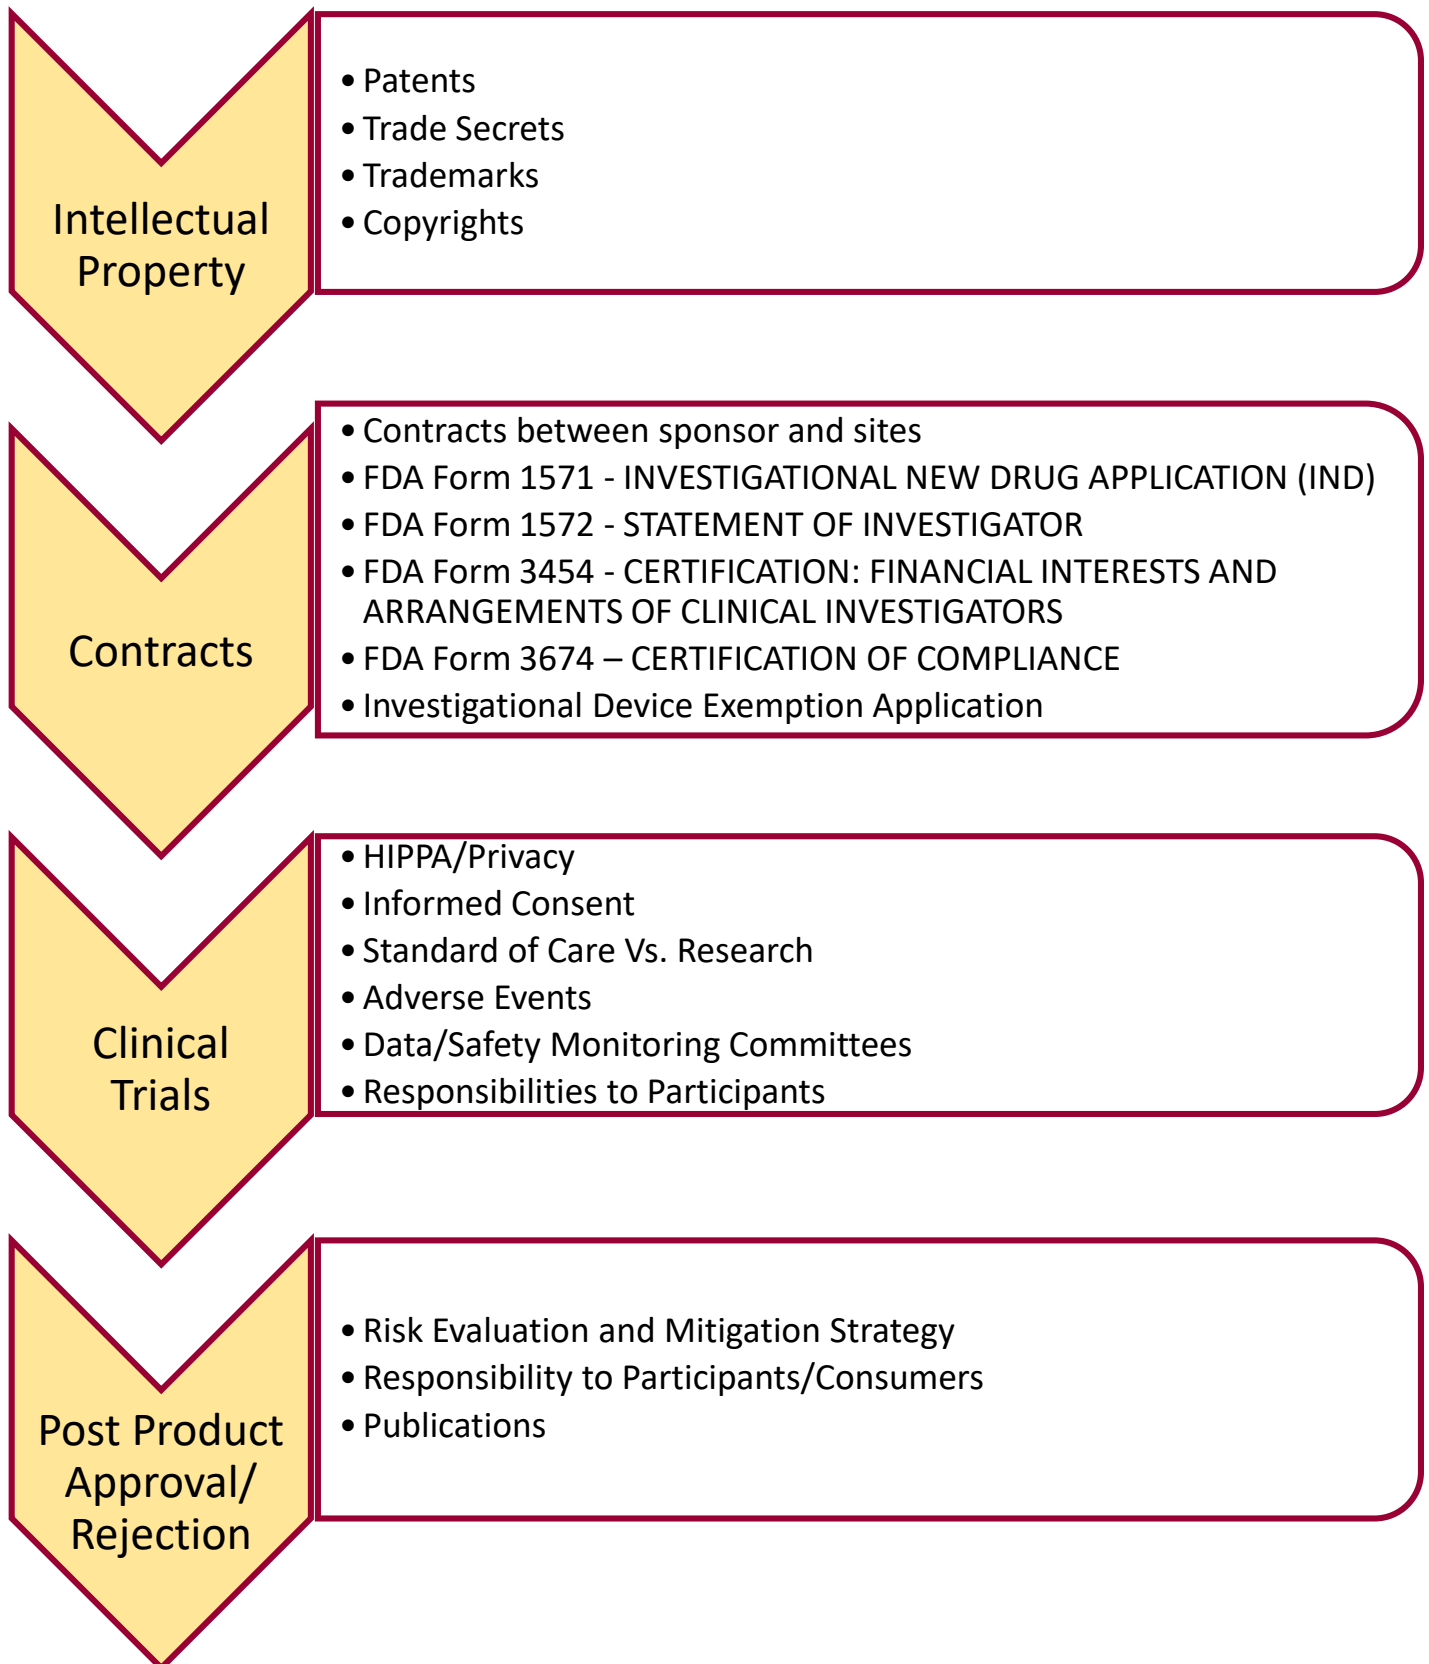 Intellectual
Property
• Patents
• Trade Secrets
• Trademarks
• Copyrights
Contracts
• Contracts between sponsor and sites
• FDA Form 1571 - INVESTIGATIONAL NEW DRUG APPLICATION (IND)
• FDA Form 1572 - STATEMENT OF INVESTIGATOR
• FDA Form 3454 - CERTIFICATION: FINANCIAL INTERESTS AND
ARRANGEMENTS OF CLINICAL INVESTIGATORS
• FDA Form 3674 – CERTIFICATION OF COMPLIANCE
• Investigational Device Exemption Application
Clinical
Trials
• HIPPA/Privacy
• Informed Consent
• Standard of Care Vs. Research
• Adverse Events
• Data/Safety Monitoring Committees
• Responsibilities to Participants
Post Product
Approval/
Rejection
• Risk Evaluation and Mitigation Strategy
• Responsibility to Participants/Consumers
• Publications